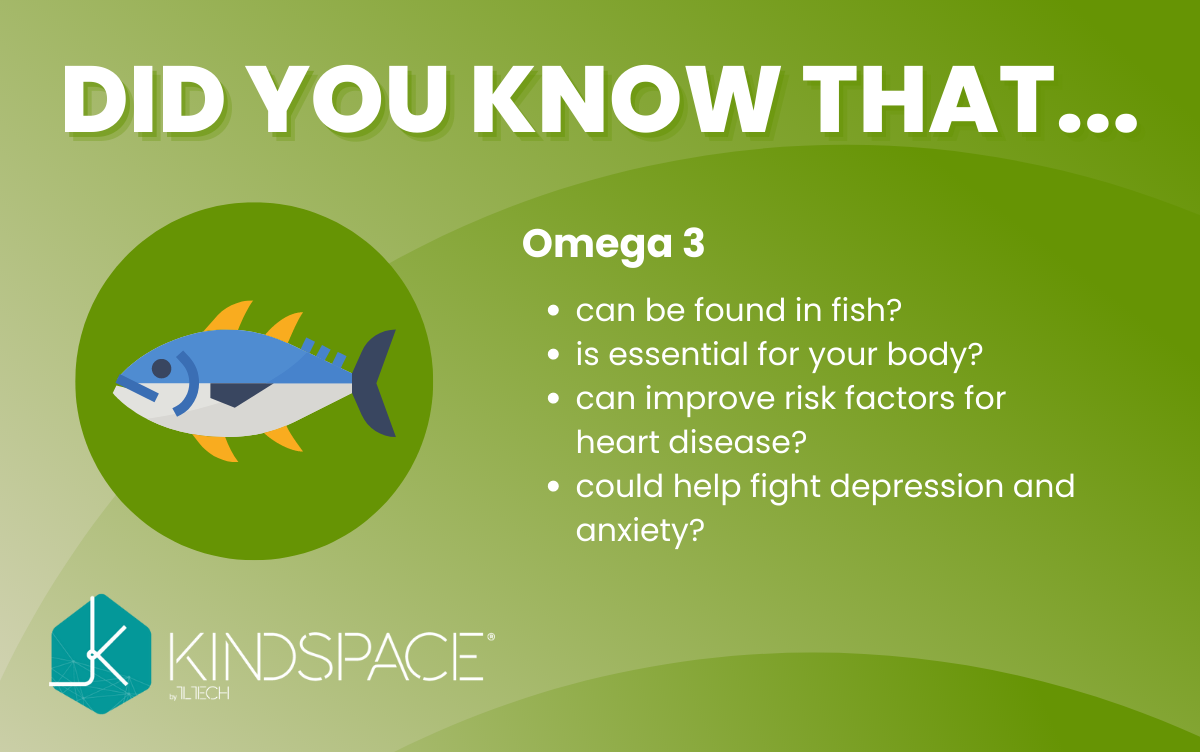 DID YOU KNOW THAT...
Omega 3
• can be found in fish?
• is essential for your body?
• can improve risk factors for
heart disease?
• could help fight depression and
anxiety?
KINDSPACE®
by TLTECH